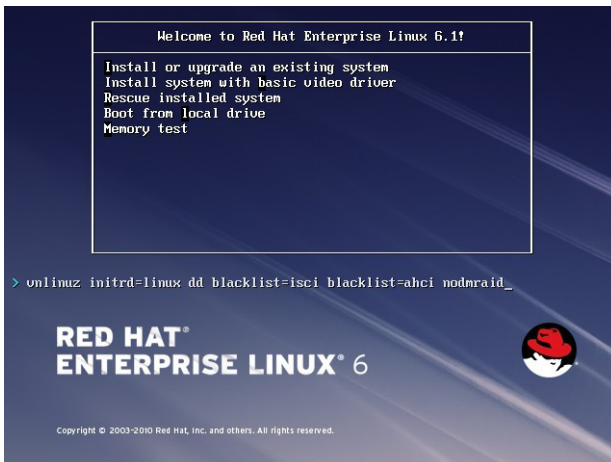 Welcome to Red Hat Enterprise Linux 6.1!
Install or upgrade an existing system
Install system with basic video driver
Rescue installed system
Boot from local drive
Memory test
> vmlinuz initrd=linux dd blacklist=isci blacklist=ahci nodmraid_
RED HAT®
ENTERPRISE LINUX® 6
Copyright © 2003-2010 Red Hat, Inc. and others. All rights reserved.